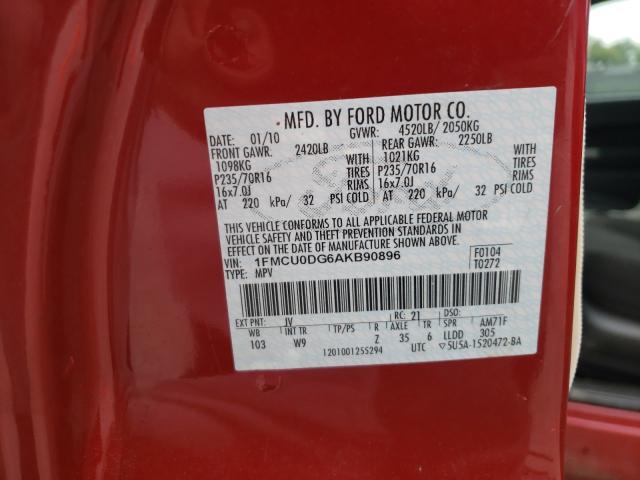 MFD. BY FORD MOTOR CO.
DATE: 01/10 GVWR: 4520LB/ 2050KG
FRONT GAWR: 2420LB REAR GAWR: 2250LB
1098KG WITH 1021KG WITH
P235/70R16 TIRES P235/70R16 TIRES
16x7.0J RIMS 16x7.0J RIMS
AT 220 kPa/ 32 PSI COLD AT 220 kPa/ 32 PSI COLD
THIS VEHICLE CONFORMS TO ALL APPLICABLE FEDERAL MOTOR
VEHICLE SAFETY AND THEFT PREVENTION STANDARDS IN
EFFECT ON THE DATE OF MANUFACTURE SHOWN ABOVE.
VIN: 1FMCU0DG6AKB90896 F0104
TYPE: MPV T0272
EXT PNT: JV RC: 21 DSO: AM71F
WB INT TR TP/PS R AXLE TR SPR
103 W9 Z 35 6 LLDD 305
1201001255294 UTC 5U5A-1520472-BA